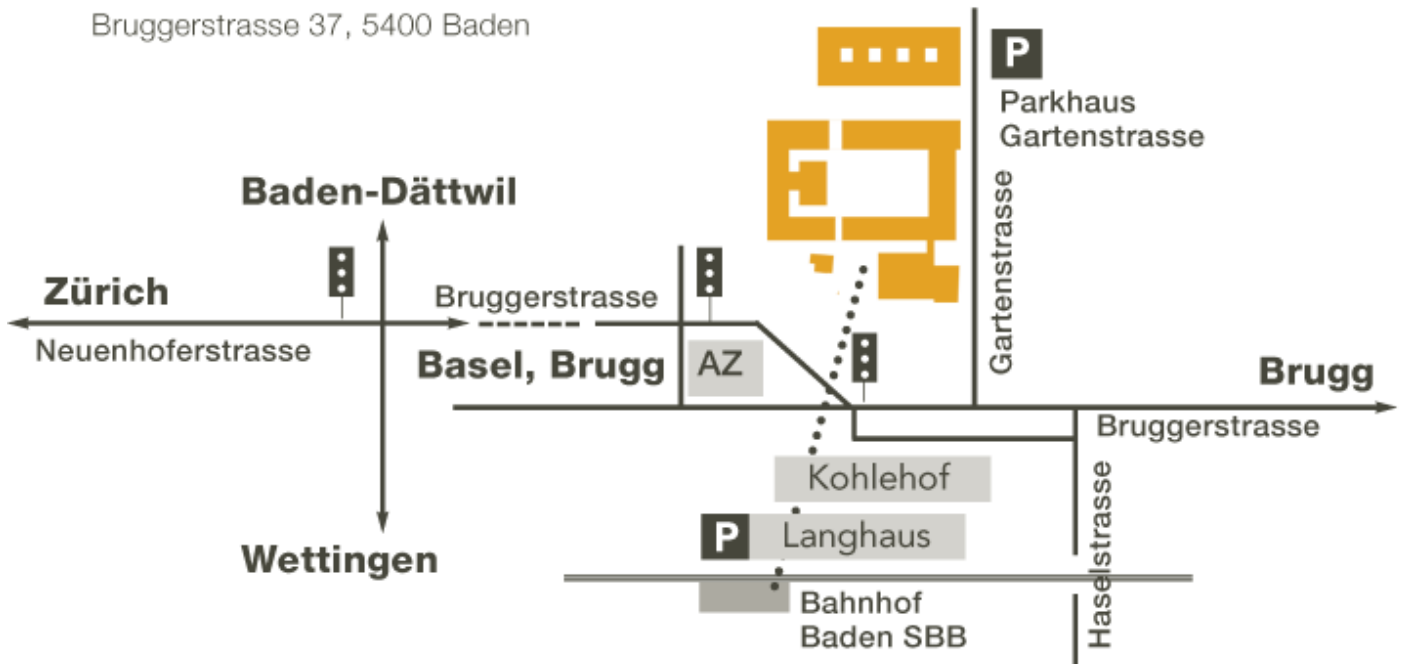 Bruggerstrasse 37, 5400 Baden
P
Parkhaus
Gartenstrasse
Baden-Dättwil
Gartenstrasse
Zürich
Bruggerstrasse
Neuenhoferstrasse
Basel, Brugg
AZ
Brugg
Bruggerstrasse
Kohlehof
P
Langhaus
Wettingen
Haselstrasse
Bahnhof
Baden SBB